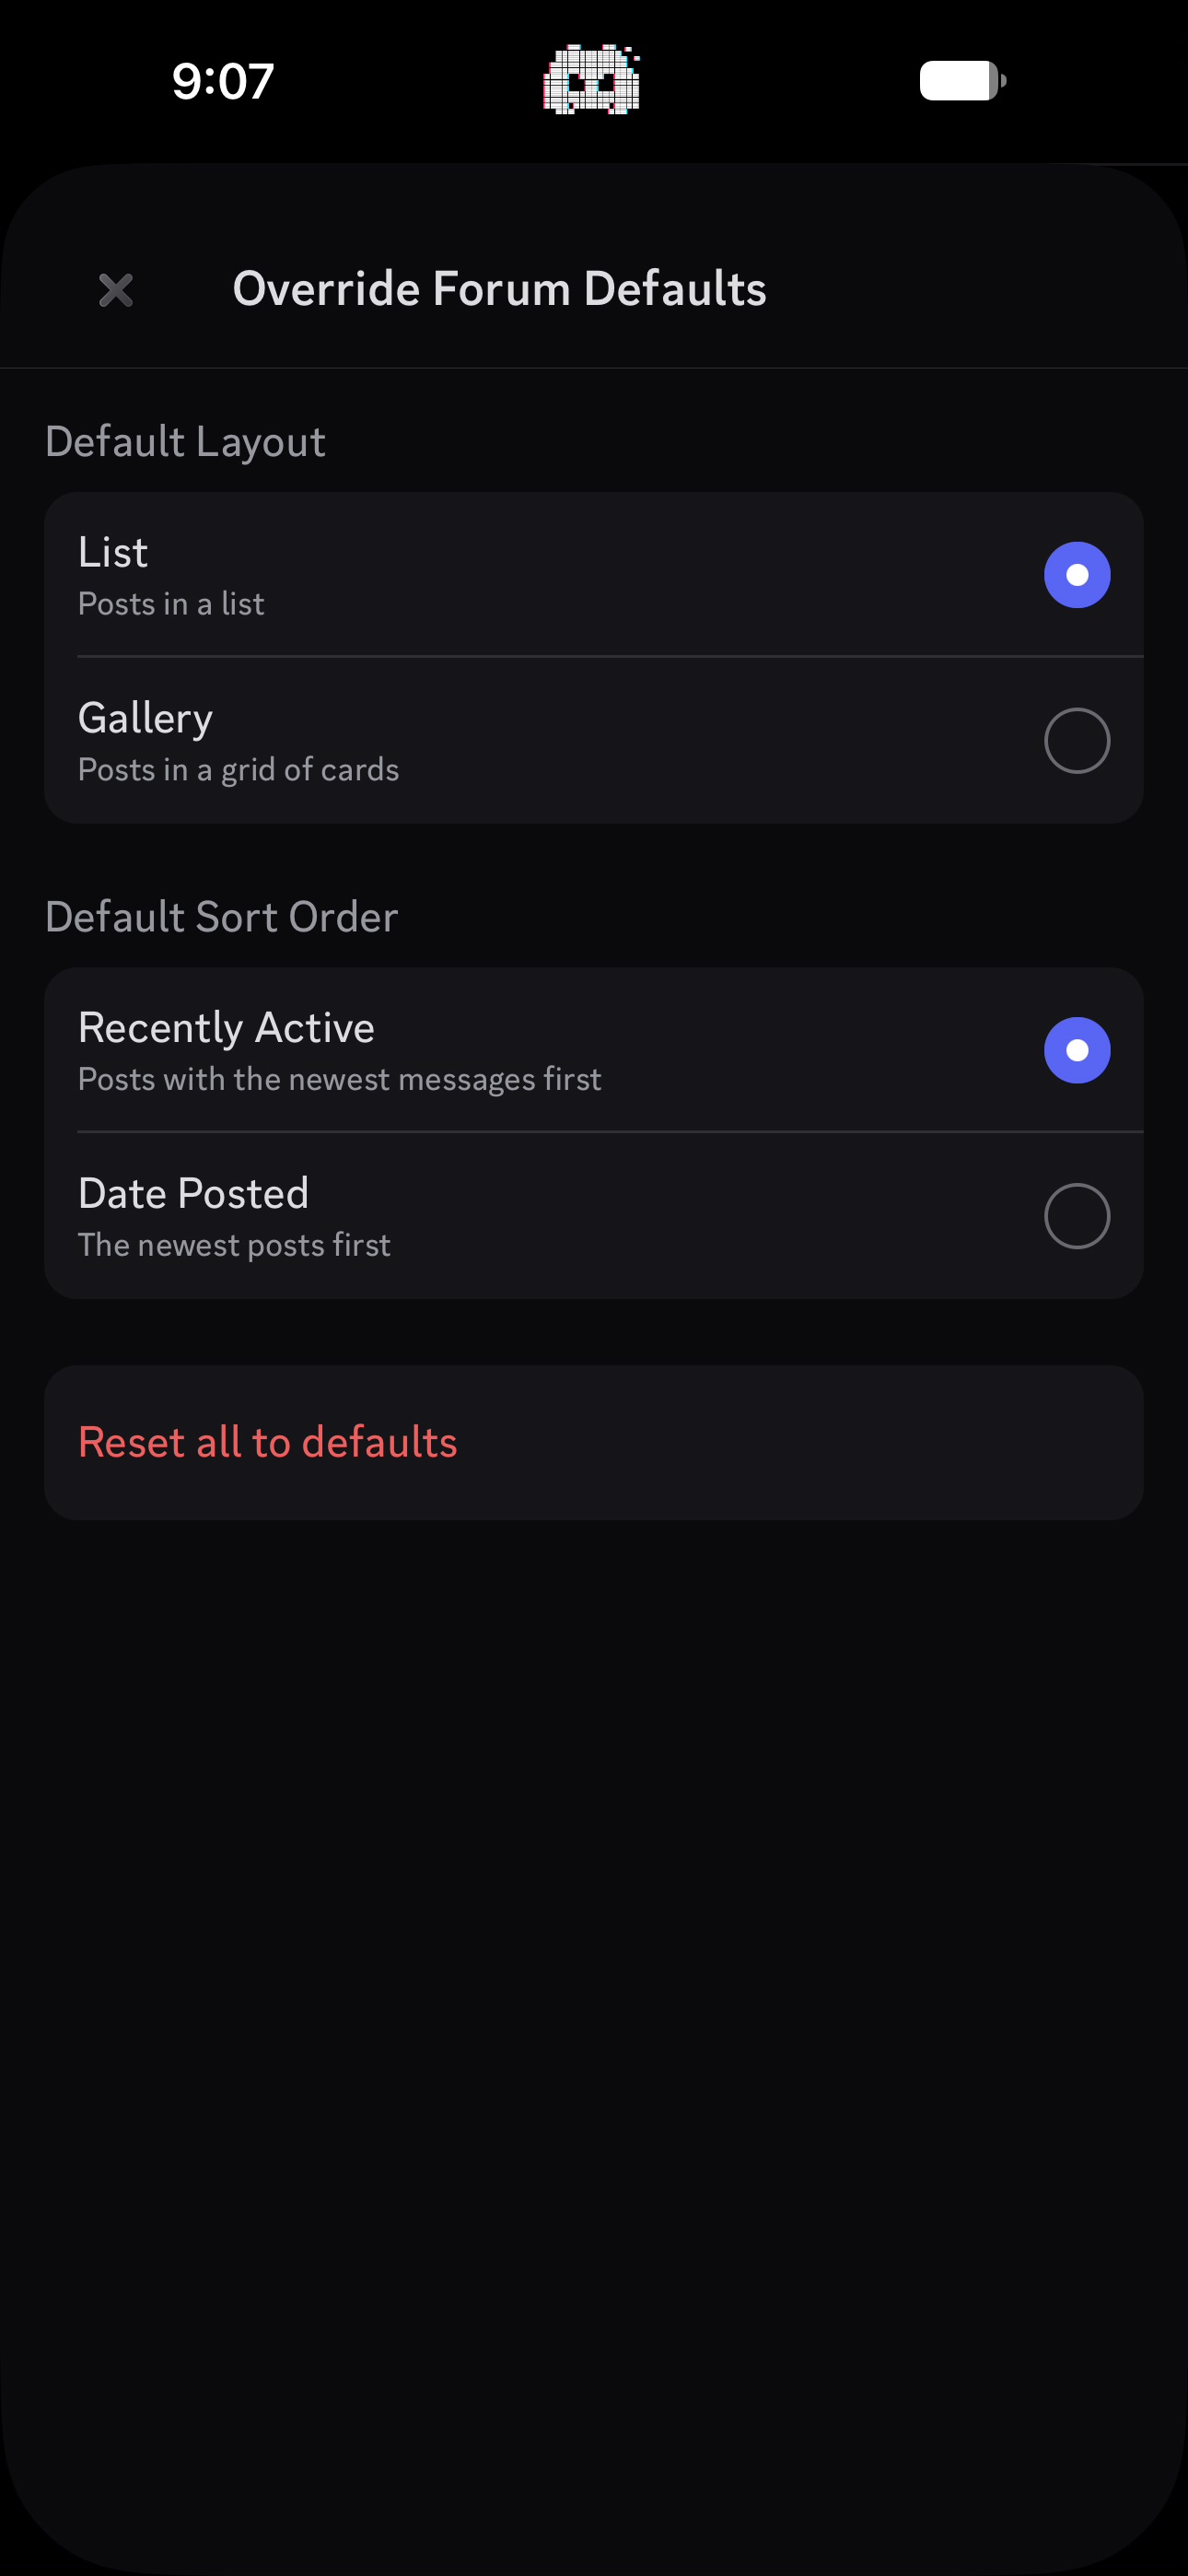 9:07
Override Forum Defaults
Default Layout
List
Posts in a list
Gallery
Posts in a grid of cards
Default Sort Order
Recently Active
Posts with the newest messages first
Date Posted
The newest posts first
Reset all to defaults